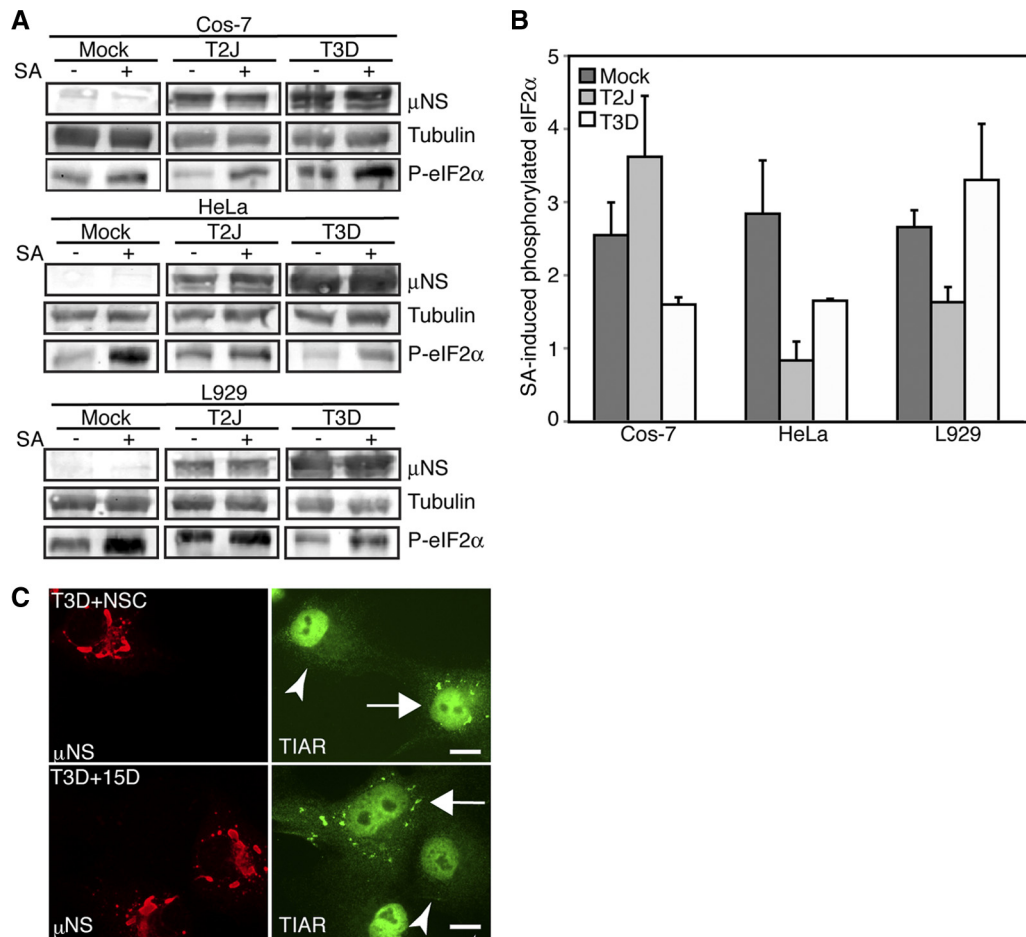 A
Cos-7
Mock T2J T3D
SA - + - + - +
μNS
Tubulin
P-eIF2α
HeLa
Mock T2J T3D
SA - + - + - +
μNS
Tubulin
P-eIF2α
L929
Mock T2J T3D
SA - + - + - +
μNS
Tubulin
P-eIF2α
B
SA-induced phosphorylated eIF2α
5
4
3
2
1
0
Mock
T2J
T3D
Cos-7 HeLa L929
C
T3D+NSC
μNS
TIAR
T3D+15D
μNS
TIAR